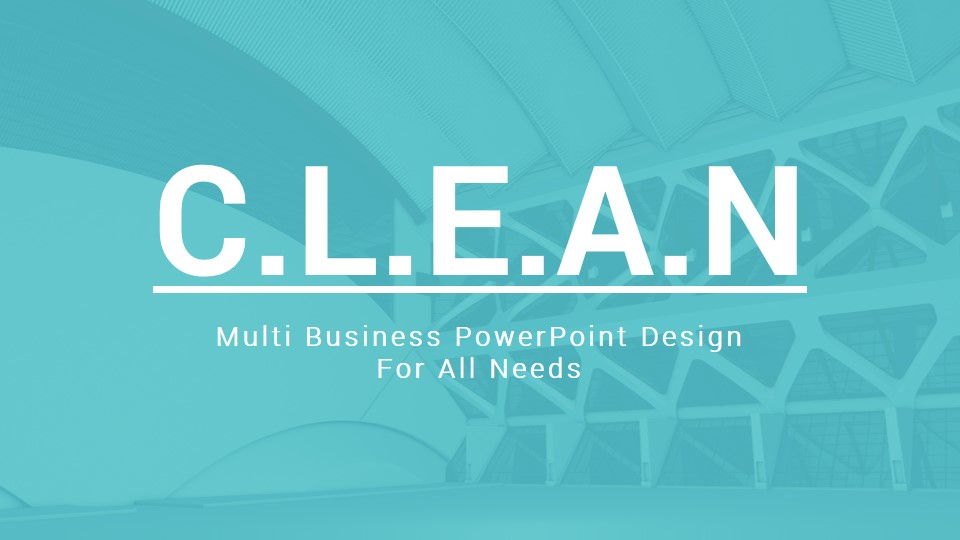 C.L.E.A.N
Multi Business PowerPoint Design
For All Needs